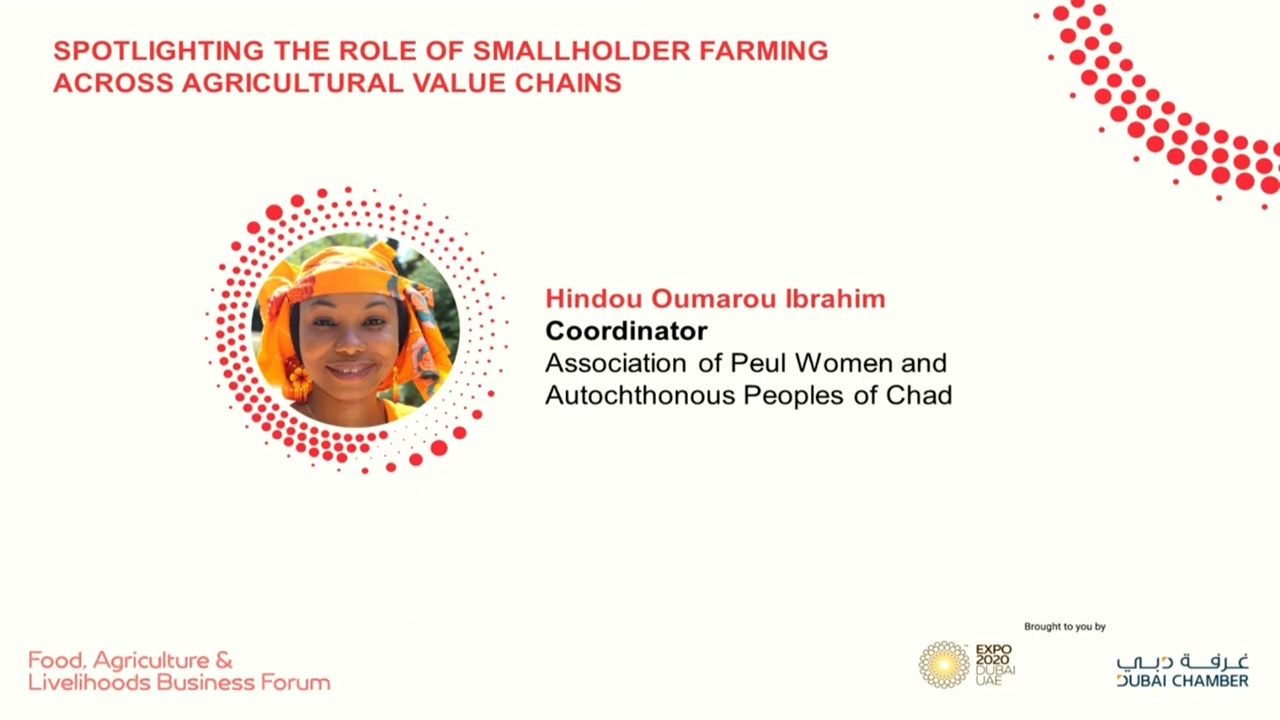 SPOTLIGHTING THE ROLE OF SMALLHOLDER FARMING
ACROSS AGRICULTURAL VALUE CHAINS
Hindou Oumarou Ibrahim
Coordinator
Association of Peul Women and
Autochthonous Peoples of Chad
Food, Agriculture &
Livelihoods Business Forum
Brought to you by
EXPO
2020
DUBAI
UAE
غرفة دبي
DUBAI CHAMBER